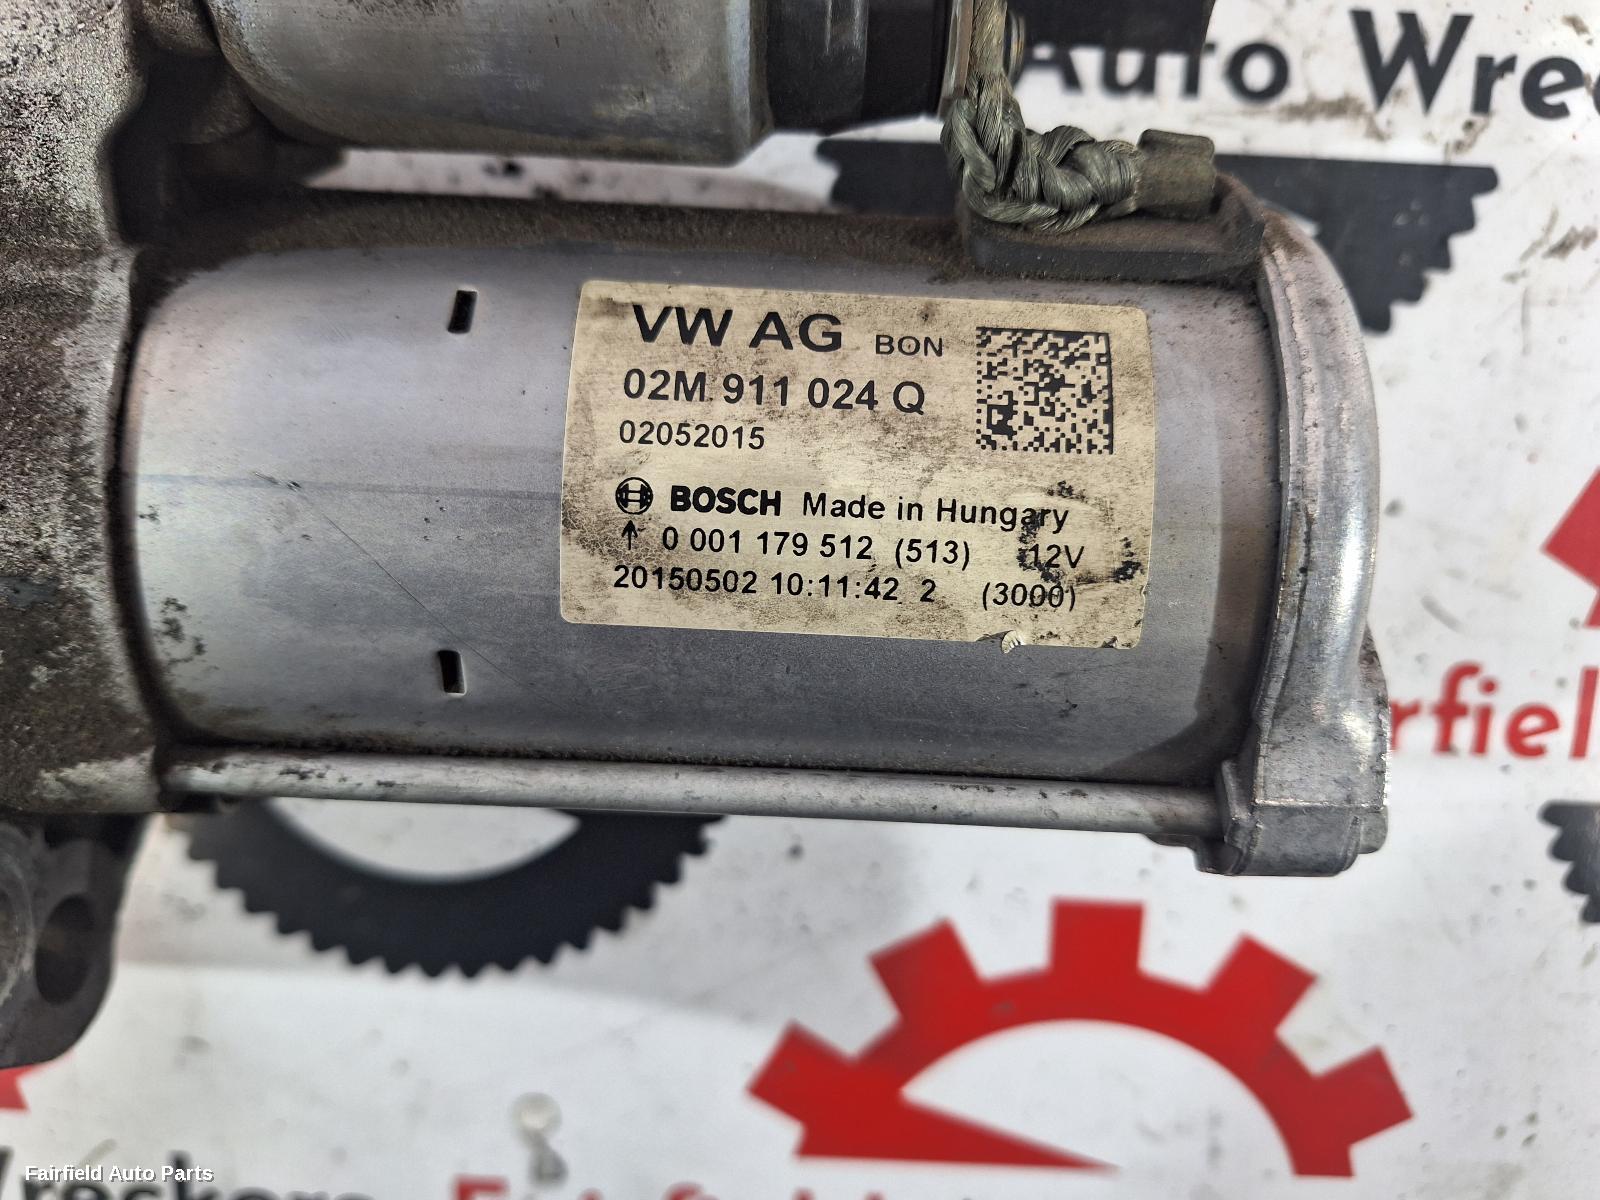 Auto Wrec
VW AG BON
02M 911 024 Q
02052015
BOSCH Made in Hungary
↑ 0 001 179 512 (513) 12V
20150502 10:11:42 2 (3000)
rfiel
Fairfield Auto Parts